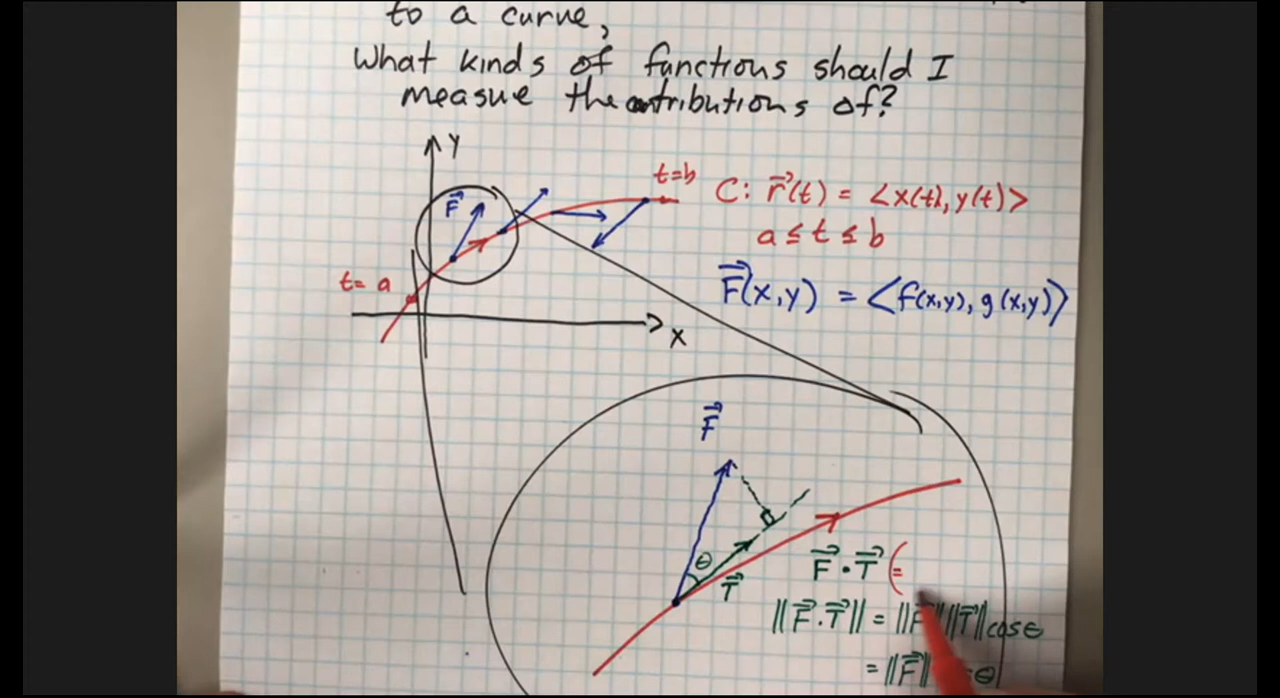 to a curve,
What kinds of functions should I
measure the contributions of?
y
t=b
C: r⃗(t) = <x(t), y(t)>
a ≤ t ≤ b
F⃗
t= a
F⃗(x,y) = <f(x,y), g(x,y)>
x
F⃗
θ
T⃗
F⃗ · T⃗ (=
||F⃗ · T⃗|| = ||F⃗|| ||T⃗|| cosθ
= ||F⃗|| θ